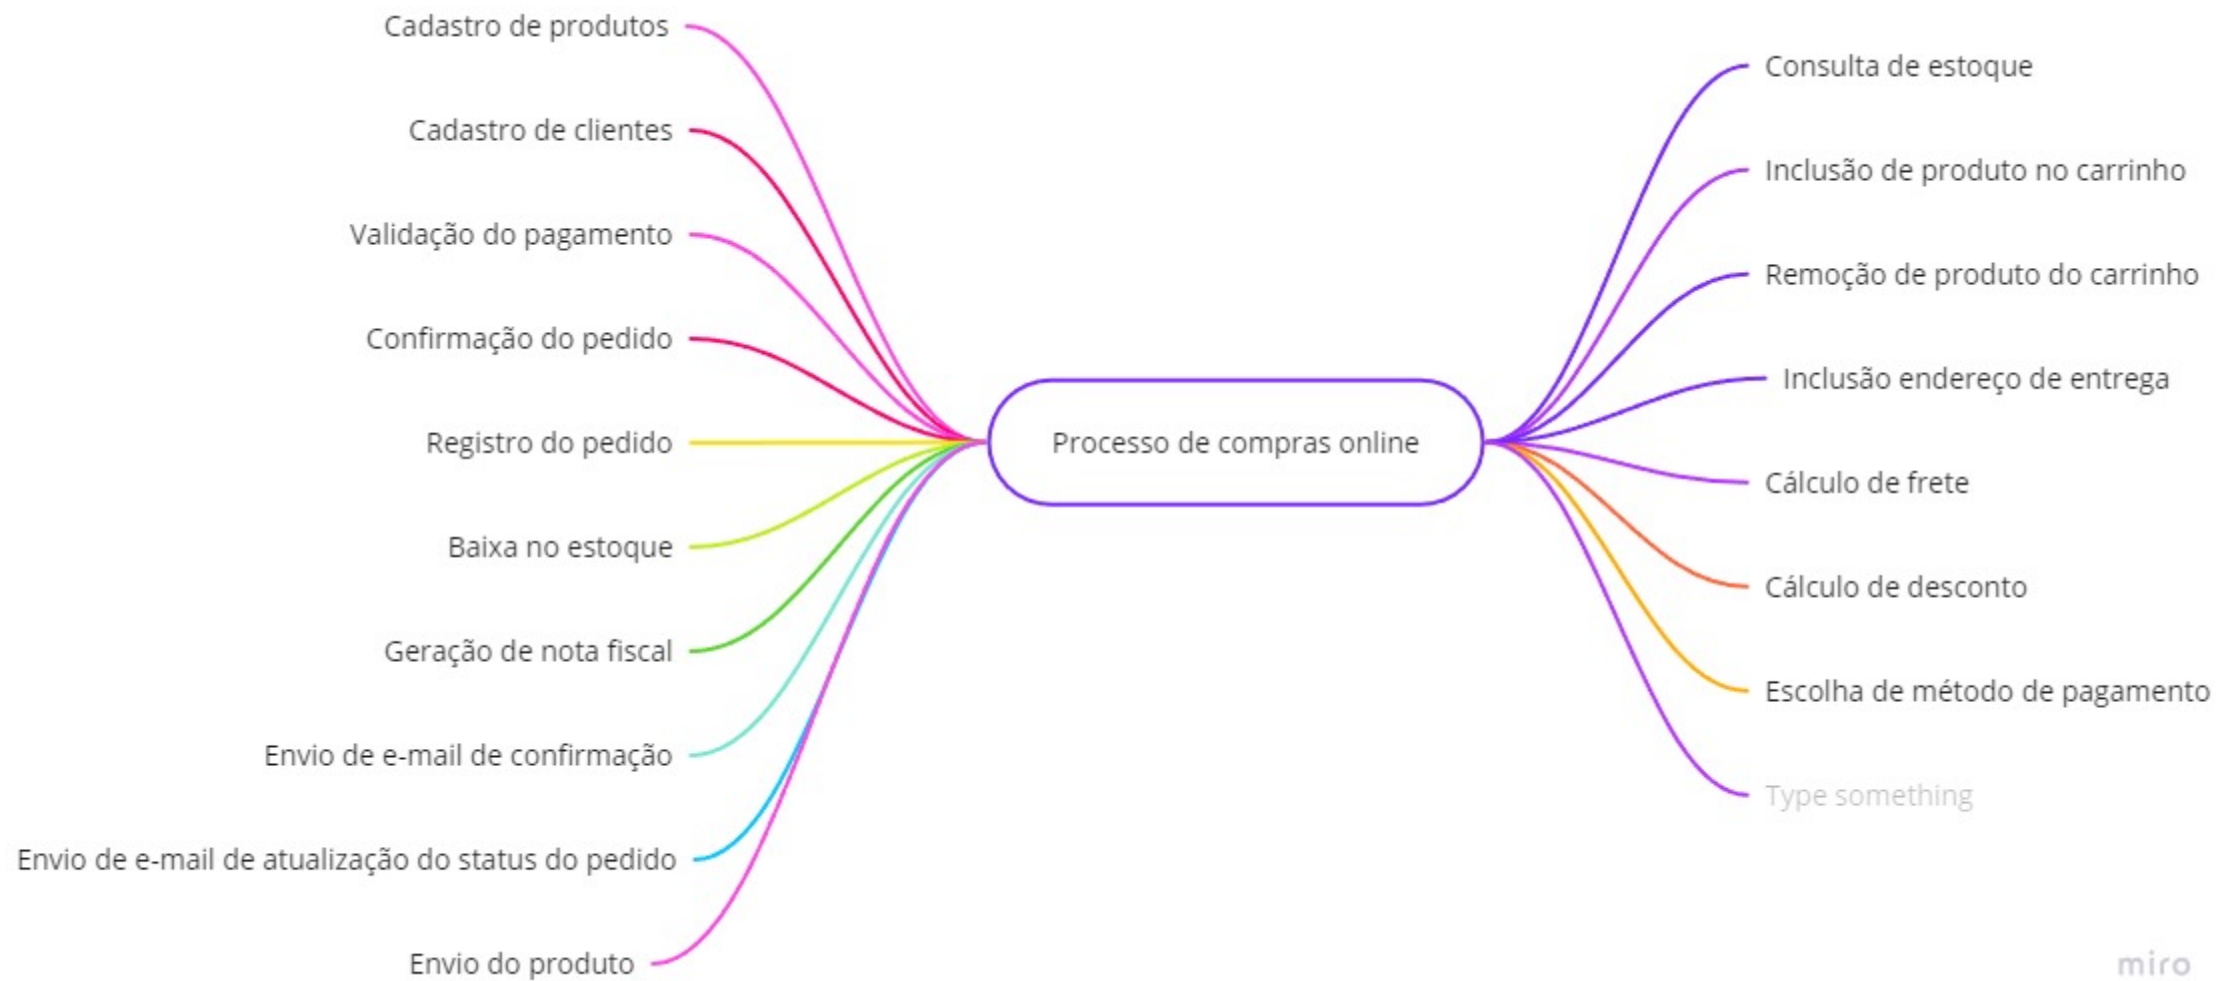 Cadastro de produtos
Cadastro de clientes
Validação do pagamento
Confirmação do pedido
Registro do pedido
Baixa no estoque
Geração de nota fiscal
Envio de e-mail de confirmação
Envio de e-mail de atualização do status do pedido
Envio do produto
Processo de compras online
Consulta de estoque
Inclusão de produto no carrinho
Remoção de produto do carrinho
Inclusão endereço de entrega
Cálculo de frete
Cálculo de desconto
Escolha de método de pagamento
Type something
miro